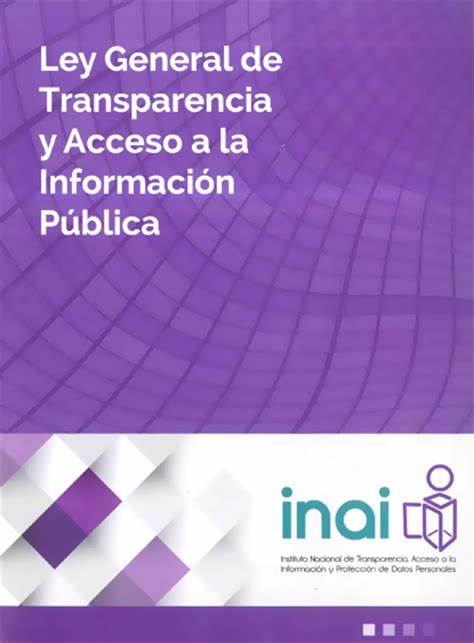 Ley General de
Transparencia
y Acceso a la
Información
Pública
inai
Instituto Nacional de Transparencia, Acceso a la
Información y Protección de Datos Personales